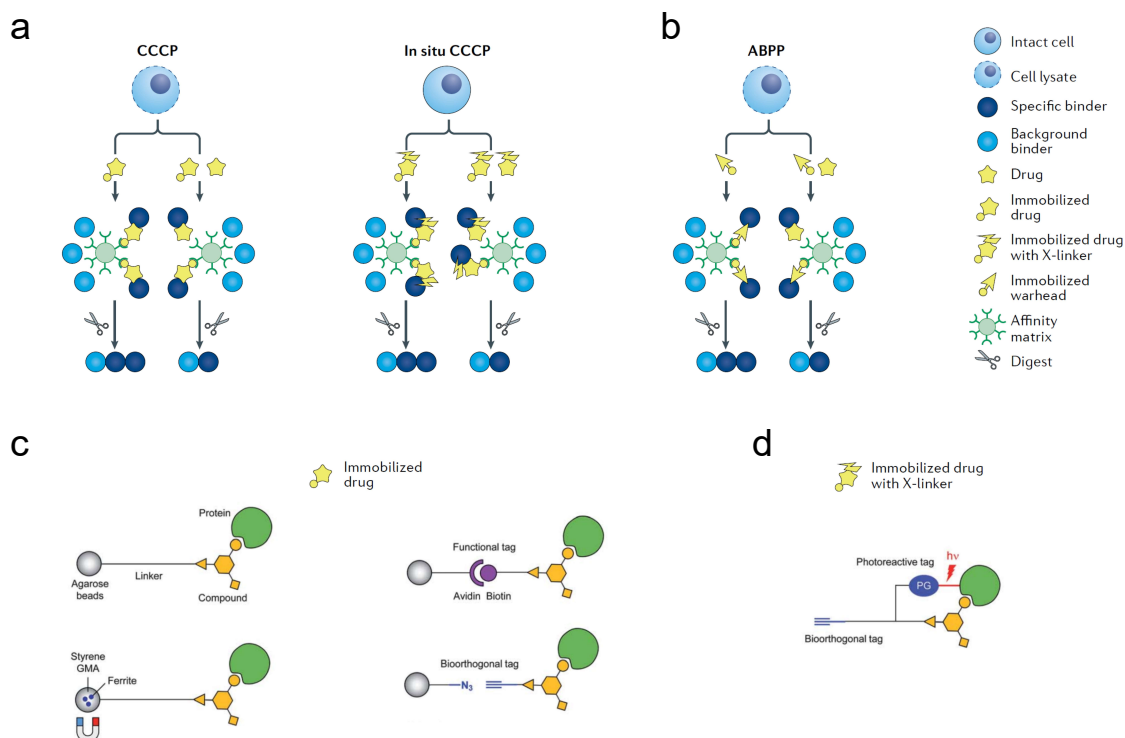 a
CCCP
In situ CCCP
b
ABPP
Intact cell
Cell lysate
Specific binder
Background
binder
Drug
Immobilized
drug
Immobilized drug
with X-linker
Immobilized
warhead
Affinity
matrix
Digest
c
Immobilized
drug
Protein
Linker
Agarose
beads
Compound
Functional tag
Avidin Biotin
Styrene
GMA
Ferrite
Bioorthogonal tag
N3
d
Immobilized drug
with X-linker
Photoreactive tag
hν
PG
Bioorthogonal tag